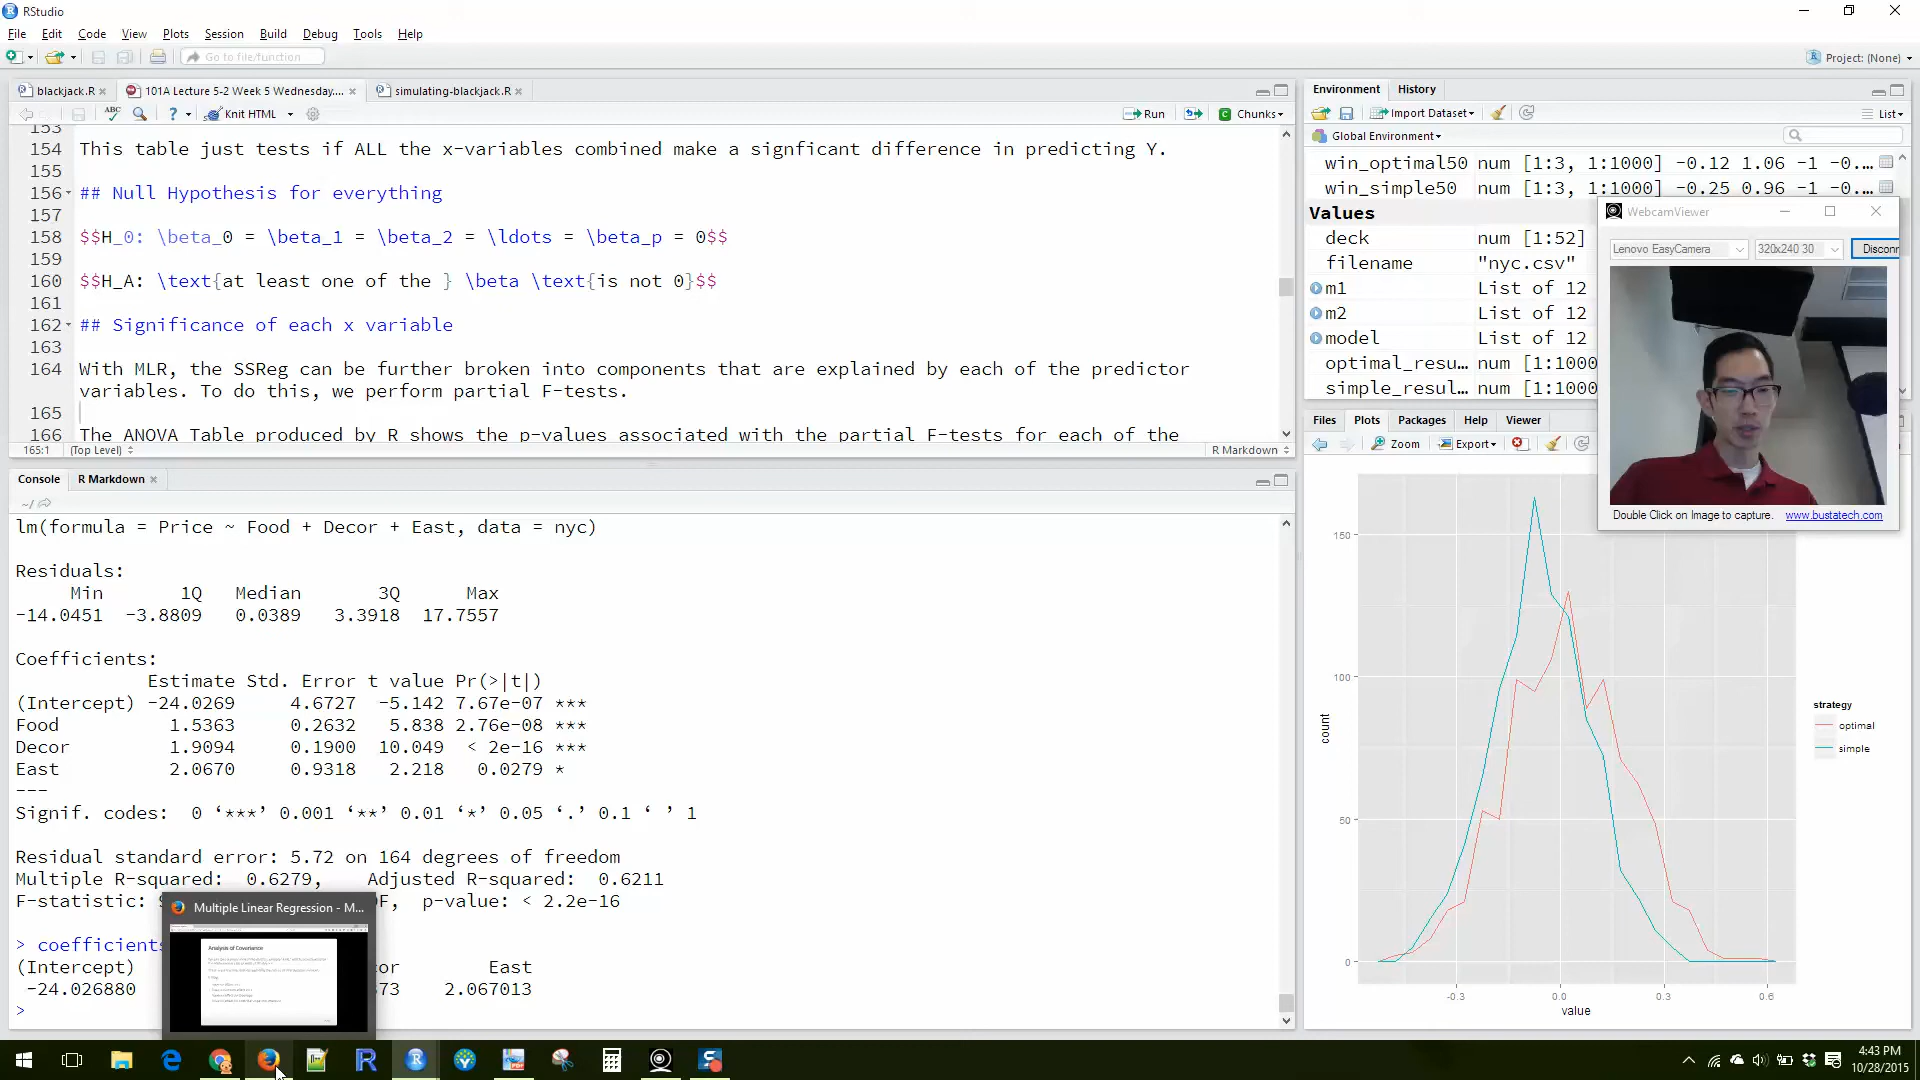 RStudio
File Edit Code View Plots Session Build Debug Tools Help
Go to file/function
Project: (None)
blackjack.R
101A Lecture 5-2 Week 5 Wednesday....
simulating-blackjack.R
ABC
Knit HTML
Run
Chunks
153
154 This table just tests if ALL the x-variables combined make a signficant difference in predicting Y.
155
156 ## Null Hypothesis for everything
157
158 $$H_0: \beta_0 = \beta_1 = \beta_2 = \ldots = \beta_p = 0$$
159
160 $$H_A: \text{at least one of the } \beta \text{is not 0}$$
161
162 ## Significance of each x variable
163
164 With MLR, the SSReg can be further broken into components that are explained by each of the predictor
variables. To do this, we perform partial F-tests.
165
166 The ANOVA Table produced by R shows the p-values associated with the partial F-tests for each of the
165:1 (Top Level) R Markdown
Console R Markdown
~/
lm(formula = Price ~ Food + Decor + East, data = nyc)
Residuals:
Min 1Q Median 3Q Max
-14.0451 -3.8809 0.0389 3.3918 17.7557
Coefficients:
Estimate Std. Error t value Pr(>|t|)
(Intercept) -24.0269 4.6727 -5.142 7.67e-07 ***
Food 1.5363 0.2632 5.838 2.76e-08 ***
Decor 1.9094 0.1900 10.049 < 2e-16 ***
East 2.0670 0.9318 2.218 0.0279 *
---
Signif. codes: 0 ‘***’ 0.001 ‘**’ 0.01 ‘*’ 0.05 ‘.’ 0.1 ‘ ’ 1
Residual standard error: 5.72 on 164 degrees of freedom
Multiple R-squared: 0.6279, Adjusted R-squared: 0.6211
F-statistic: F, p-value: < 2.2e-16
> coefficients
(Intercept) or East
-24.026880 73 2.067013
>
Multiple Linear Regression - M...
Analysis of Covariance
Environment History
Import Dataset
List
Global Environment
win_optimal50 num [1:3, 1:1000] -0.12 1.06 -1 -0....
win_simple50 num [1:3, 1:1000] -0.25 0.96 -1 -0....
Values
deck num [1:52]
filename "nyc.csv"
m1 List of 12
m2 List of 12
model List of 12
optimal_resu... num [1:1000
simple_resul... num [1:1000
WebcamViewer
Lenovo EasyCamera 320x240 30 Disconn
Double Click on Image to capture. www.bustatech.com
Files Plots Packages Help Viewer
Zoom Export
150
100
50
0
count
-0.3 0.0 0.3 0.6
value
strategy
optimal
simple
4:43 PM
10/28/2015